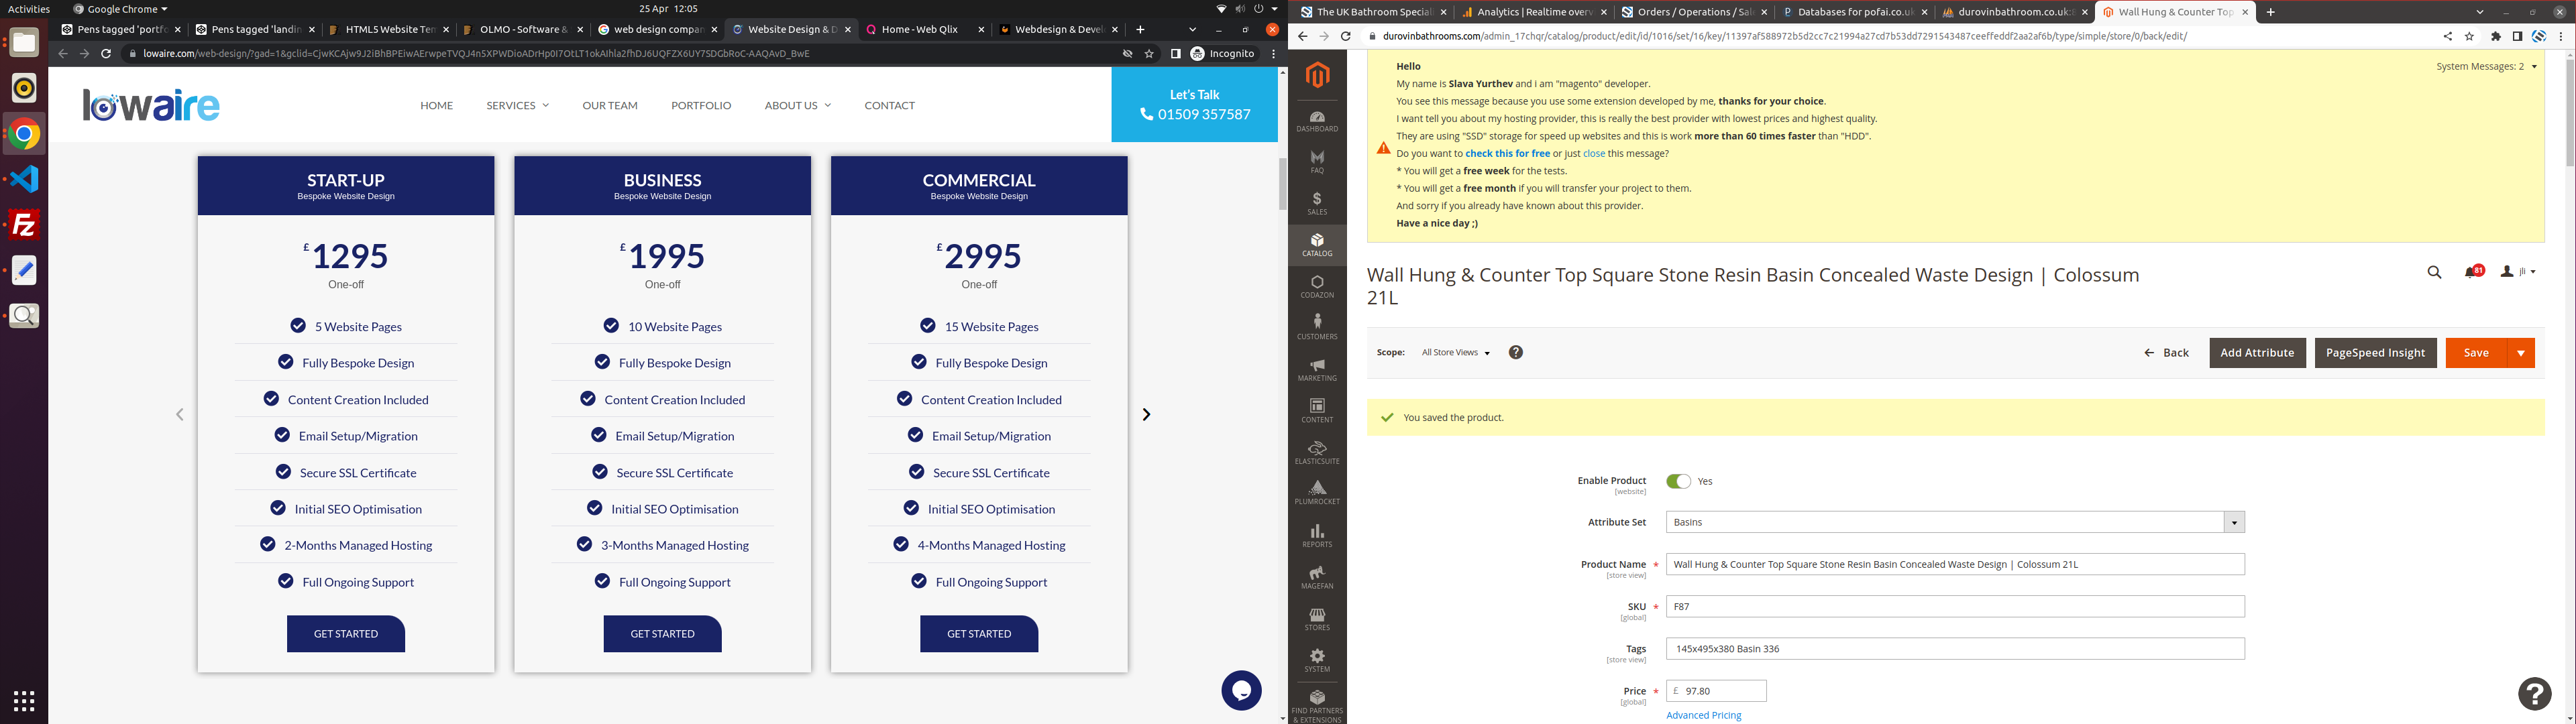 Activities
Google Chrome
25 Apr 12:05
Pens tagged 'portfo
Pens tagged 'landin
HTML5 Website Tem
OLMO - Software &
web design compan
Website Design & D
Home - Web Qlix
Webdesign & Devel
lowaire.com/web-design/?gad=1&gclid=CjwKCAjw9J2iBhBPEiwAErwpeTVQJ4n5XPWDioADrHp0I7OtLT1okAIhla2fhDJ6UQFZX6UY7SDGbRoC-AAQAvD_BwE
Incognito
lowaire
HOME
SERVICES
OUR TEAM
PORTFOLIO
ABOUT US
CONTACT
Let's Talk
01509 357587
START-UP
Bespoke Website Design
£1295
One-off
5 Website Pages
Fully Bespoke Design
Content Creation Included
Email Setup/Migration
Secure SSL Certificate
Initial SEO Optimisation
2-Months Managed Hosting
Full Ongoing Support
GET STARTED
BUSINESS
Bespoke Website Design
£1995
One-off
10 Website Pages
Fully Bespoke Design
Content Creation Included
Email Setup/Migration
Secure SSL Certificate
Initial SEO Optimisation
3-Months Managed Hosting
Full Ongoing Support
GET STARTED
COMMERCIAL
Bespoke Website Design
£2995
One-off
15 Website Pages
Fully Bespoke Design
Content Creation Included
Email Setup/Migration
Secure SSL Certificate
Initial SEO Optimisation
4-Months Managed Hosting
Full Ongoing Support
GET STARTED
The UK Bathroom Speciali
Analytics | Realtime overv
Orders / Operations / Sal
Databases for pofai.co.uk
durovinbathroom.co.uk:
Wall Hung & Counter Top
durovinbathrooms.com/admin_17chqr/catalog/product/edit/id/1016/set/16/key/11397af588972b5d2cc7c21994a27cd7b53dd7291543487ceeffeddf2aa2af6b/type/simple/store/0/back/edit/
DASHBOARD
FAQ
SALES
CATALOG
CODAZON
CUSTOMERS
MARKETING
CONTENT
ELASTICSUITE
PLUMROCKET
REPORTS
MAGEFAN
STORES
SYSTEM
FIND PARTNERS
& EXTENSIONS
System Messages: 2
Hello
My name is Slava Yurthev and i am "magento" developer.
You see this message because you use some extension developed by me, thanks for your choice.
I want tell you about my hosting provider, this is really the best provider with lowest prices and highest quality.
They are using "SSD" storage for speed up websites and this is work more than 60 times faster than "HDD".
Do you want to check this for free or just close this message?
* You will get a free week for the tests.
* You will get a free month if you will transfer your project to them.
And sorry if you already have known about this provider.
Have a nice day ;)
Wall Hung & Counter Top Square Stone Resin Basin Concealed Waste Design | Colossum
21L
81
jli
Scope:
All Store Views
Back
Add Attribute
PageSpeed Insight
Save
You saved the product.
Enable Product
[website]
Yes
Attribute Set
Basins
Product Name
[store view]
Wall Hung & Counter Top Square Stone Resin Basin Concealed Waste Design | Colossum 21L
SKU
[global]
F87
Tags
[store view]
145x495x380 Basin 336
Price
[global]
£ 97.80
Advanced Pricing